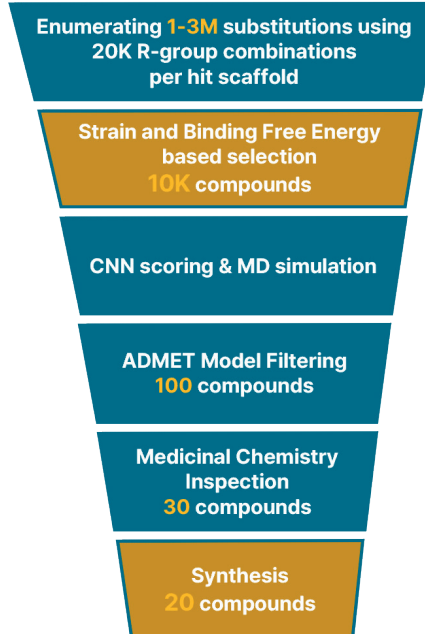 Enumerating 1-3M substitutions using
20K R-group combinations
per hit scaffold
Strain and Binding Free Energy
based selection
10K compounds
CNN scoring & MD simulation
ADMET Model Filtering
100 compounds
Medicinal Chemistry
Inspection
30 compounds
Synthesis
20 compounds